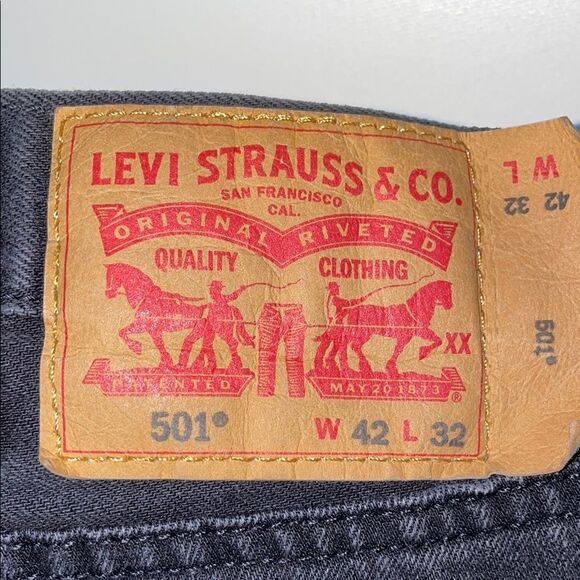 LEVI STRAUSS & CO.
SAN FRANCISCO
CAL.
ORIGINAL RIVETED
QUALITY CLOTHING
XX
PATENTED MAY 20 1873 ®
501® W 42 L 32
W L
42 32
501®